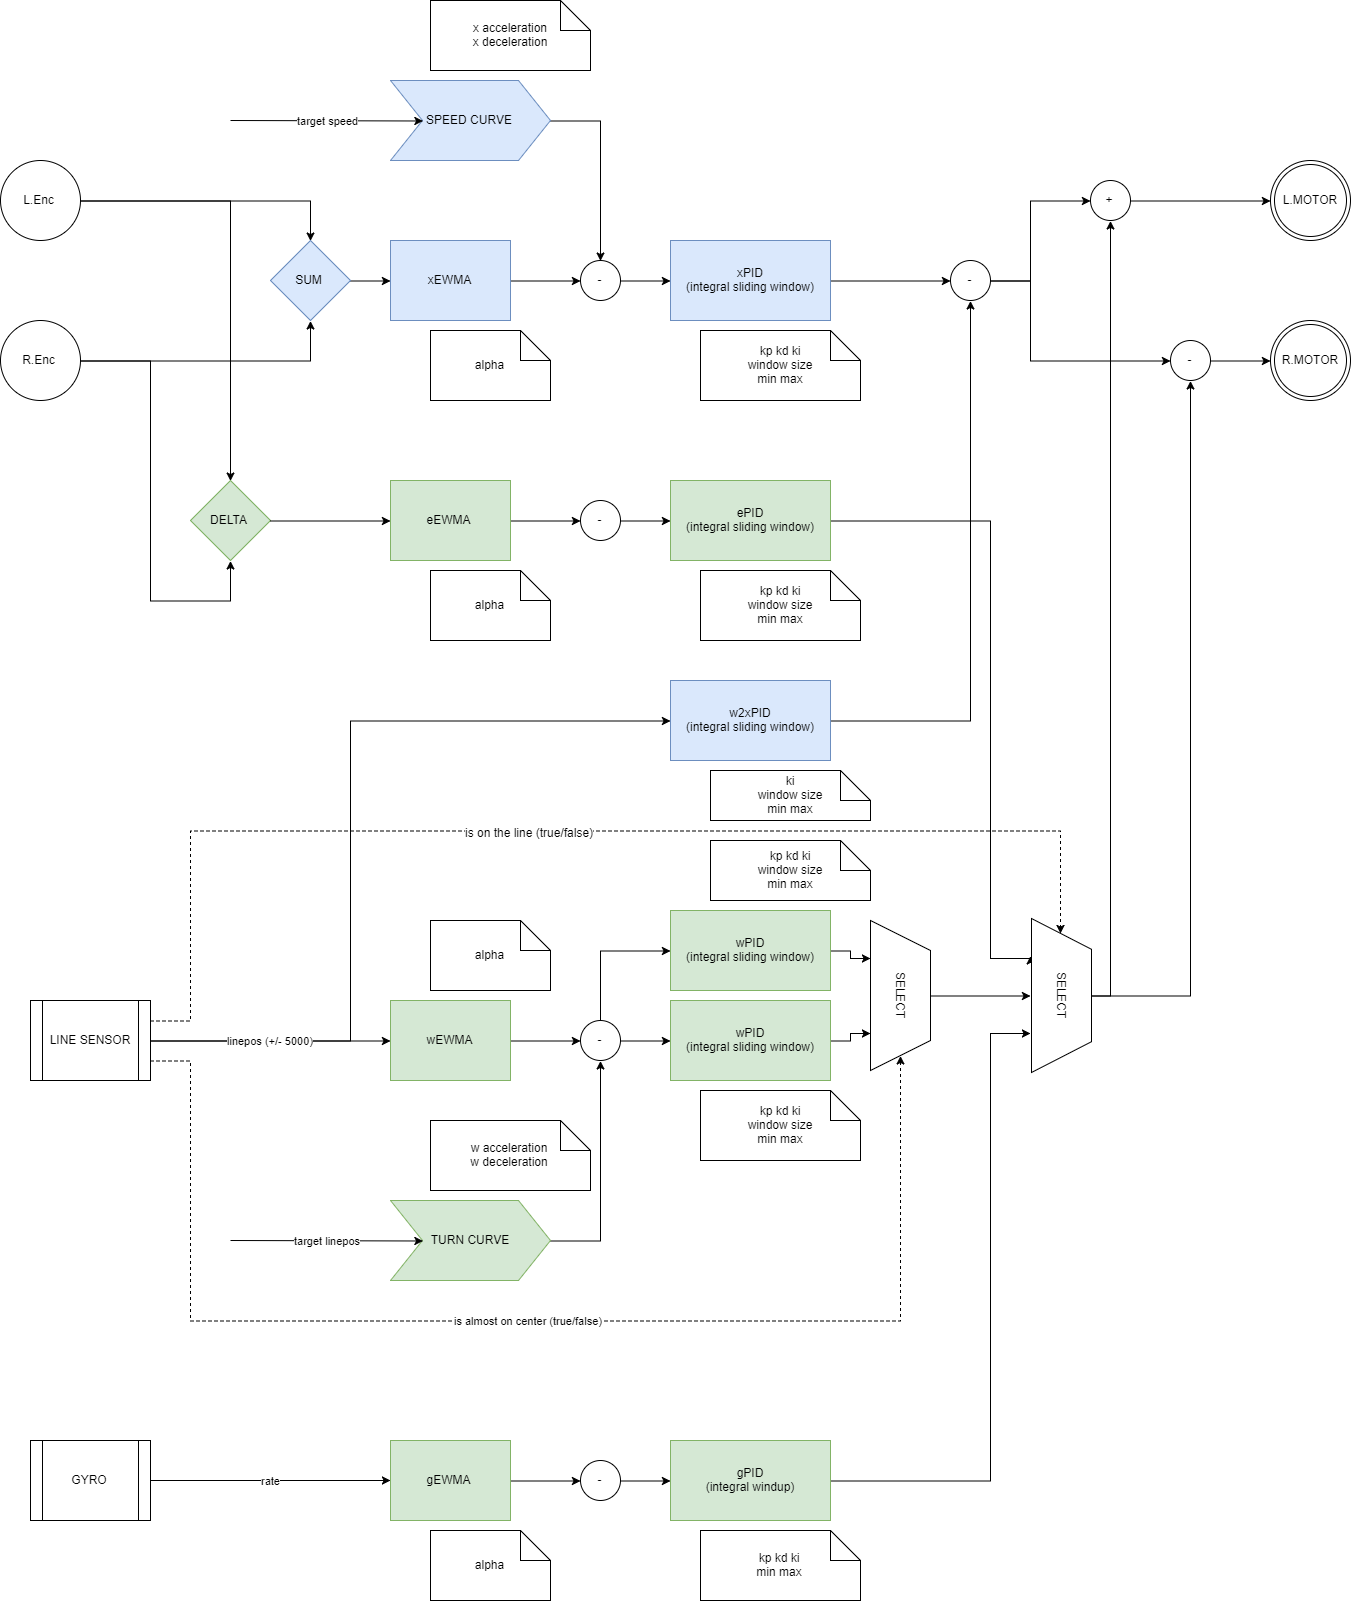 x acceleration
x deceleration
target speed
SPEED CURVE
L.Enc
+
L.MOTOR
SUM
xEWMA
-
xPID
(integral sliding window)
-
R.Enc
alpha
kp kd ki
window size
min max
-
R.MOTOR
DELTA
eEWMA
-
ePID
(integral sliding window)
alpha
kp kd ki
window size
min max
w2xPID
(integral sliding window)
ki
window size
min max
is on the line (true/false)
kp kd ki
window size
min max
alpha
wPID
(integral sliding window)
SELECT
SELECT
LINE SENSOR
linepos (+/- 5000)
wEWMA
-
wPID
(integral sliding window)
kp kd ki
window size
min max
w acceleration
w deceleration
target linepos
TURN CURVE
is almost on center (true/false)
GYRO
rate
gEWMA
-
gPID
(integral windup)
alpha
kp kd ki
min max